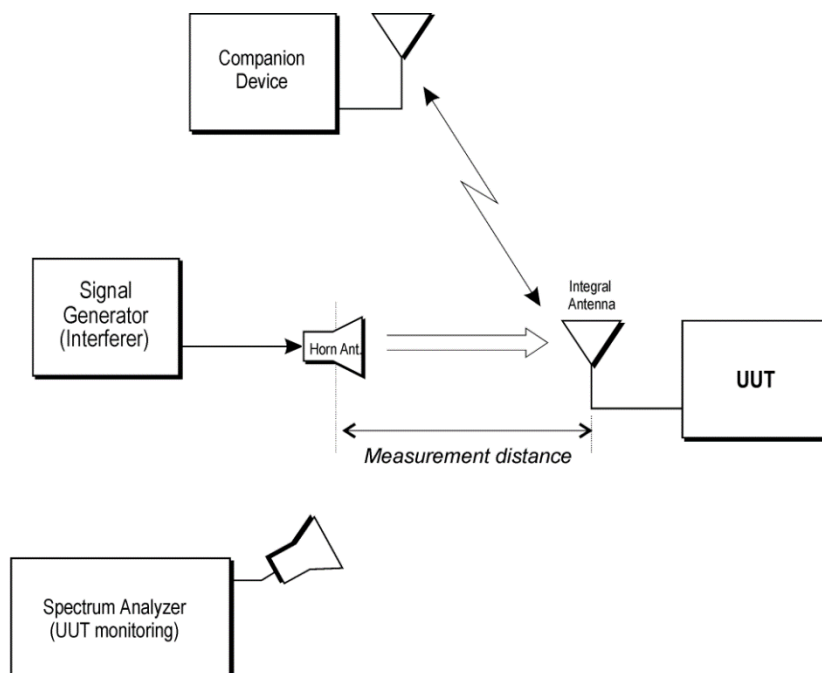 Companion
Device
Signal
Generator
(Interferer)
Horn Ant.
Integral
Antenna
UUT
Measurement distance
Spectrum Analyzer
(UUT monitoring)